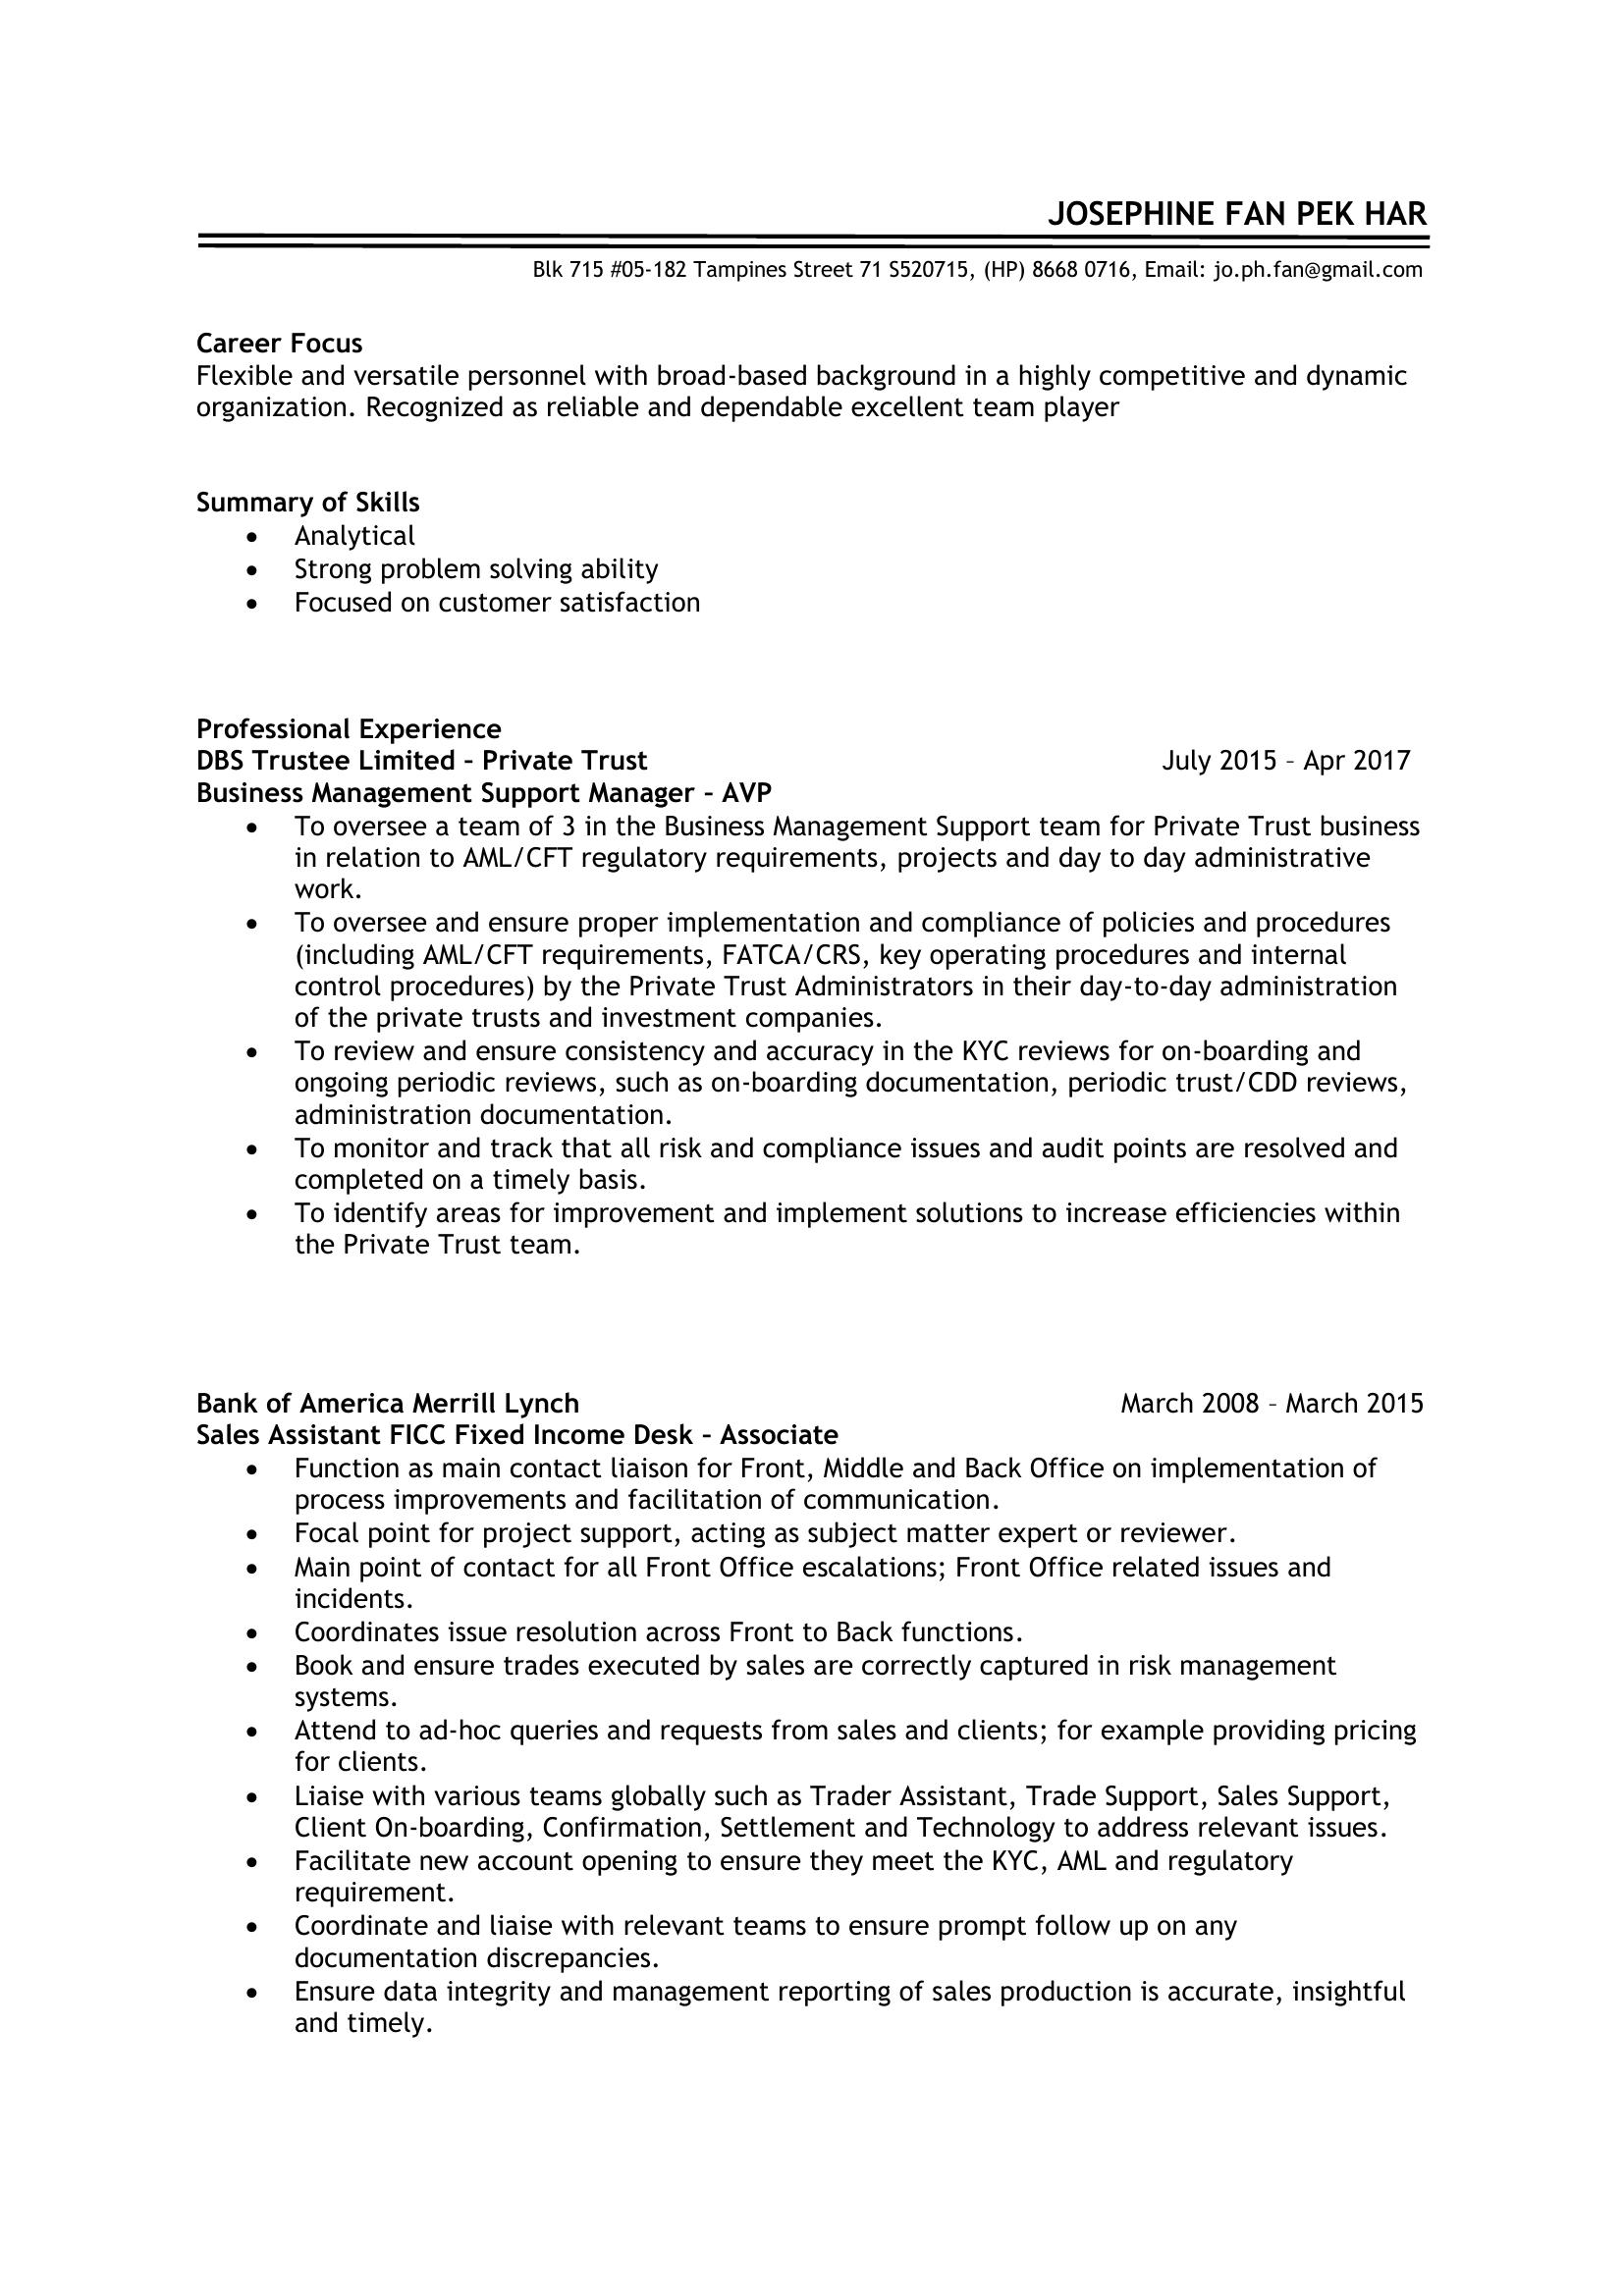 JOSEPHINE FAN PEK HAR
Blk 715 #05-182 Tampines Street 71 S520715, (HP) 8668 0716, Email: jo.ph.fan@gmail.com
Career Focus
Flexible and versatile personnel with broad-based background in a highly competitive and dynamic
organization. Recognized as reliable and dependable excellent team player
Summary of Skills
• Analytical
• Strong problem solving ability
• Focused on customer satisfaction
Professional Experience
DBS Trustee Limited – Private Trust July 2015 – Apr 2017
Business Management Support Manager – AVP
• To oversee a team of 3 in the Business Management Support team for Private Trust business
in relation to AML/CFT regulatory requirements, projects and day to day administrative
work.
• To oversee and ensure proper implementation and compliance of policies and procedures
(including AML/CFT requirements, FATCA/CRS, key operating procedures and internal
control procedures) by the Private Trust Administrators in their day-to-day administration
of the private trusts and investment companies.
• To review and ensure consistency and accuracy in the KYC reviews for on-boarding and
ongoing periodic reviews, such as on-boarding documentation, periodic trust/CDD reviews,
administration documentation.
• To monitor and track that all risk and compliance issues and audit points are resolved and
completed on a timely basis.
• To identify areas for improvement and implement solutions to increase efficiencies within
the Private Trust team.
Bank of America Merrill Lynch March 2008 – March 2015
Sales Assistant FICC Fixed Income Desk – Associate
• Function as main contact liaison for Front, Middle and Back Office on implementation of
process improvements and facilitation of communication.
• Focal point for project support, acting as subject matter expert or reviewer.
• Main point of contact for all Front Office escalations; Front Office related issues and
incidents.
• Coordinates issue resolution across Front to Back functions.
• Book and ensure trades executed by sales are correctly captured in risk management
systems.
• Attend to ad-hoc queries and requests from sales and clients; for example providing pricing
for clients.
• Liaise with various teams globally such as Trader Assistant, Trade Support, Sales Support,
Client On-boarding, Confirmation, Settlement and Technology to address relevant issues.
• Facilitate new account opening to ensure they meet the KYC, AML and regulatory
requirement.
• Coordinate and liaise with relevant teams to ensure prompt follow up on any
documentation discrepancies.
• Ensure data integrity and management reporting of sales production is accurate, insightful
and timely.